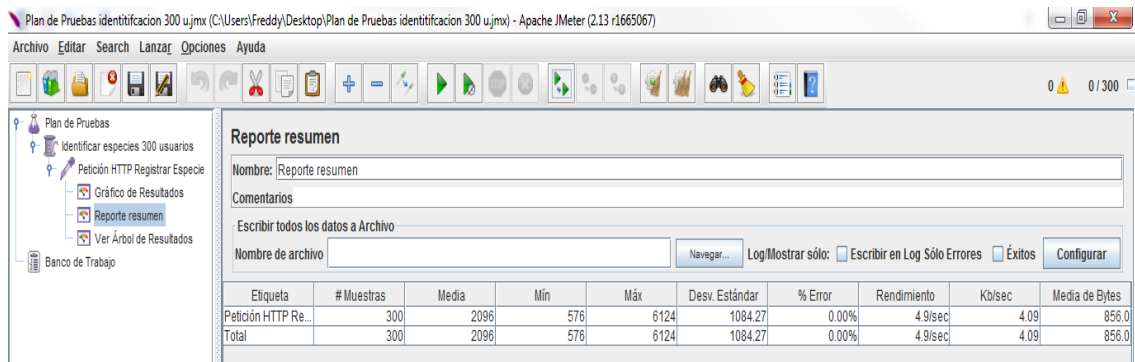 Plan de Pruebas identitifcacion 300 u.jmx (C:\Users\Freddy\Desktop\Plan de Pruebas identitifcacion 300 u.jmx) - Apache JMeter (2.13 r1665067)
Archivo Editar Search Lanzar Opciones Ayuda
0 0 / 300
Plan de Pruebas
Identificar especies 300 usuarios
Petición HTTP Registrar Especie
Gráfico de Resultados
Reporte resumen
Ver Árbol de Resultados
Banco de Trabajo
Reporte resumen
Nombre: Reporte resumen
Comentarios
Escribir todos los datos a Archivo
Nombre de archivo Navegar... Log/Mostrar sólo: Escribir en Log Sólo Errores Éxitos Configurar
Etiqueta # Muestras Media Mín Máx Desv. Estándar % Error Rendimiento Kb/sec Media de Bytes
Petición HTTP Re... 300 2096 576 6124 1084.27 0.00% 4.9/sec 4.09 856.0
Total 300 2096 576 6124 1084.27 0.00% 4.9/sec 4.09 856.0